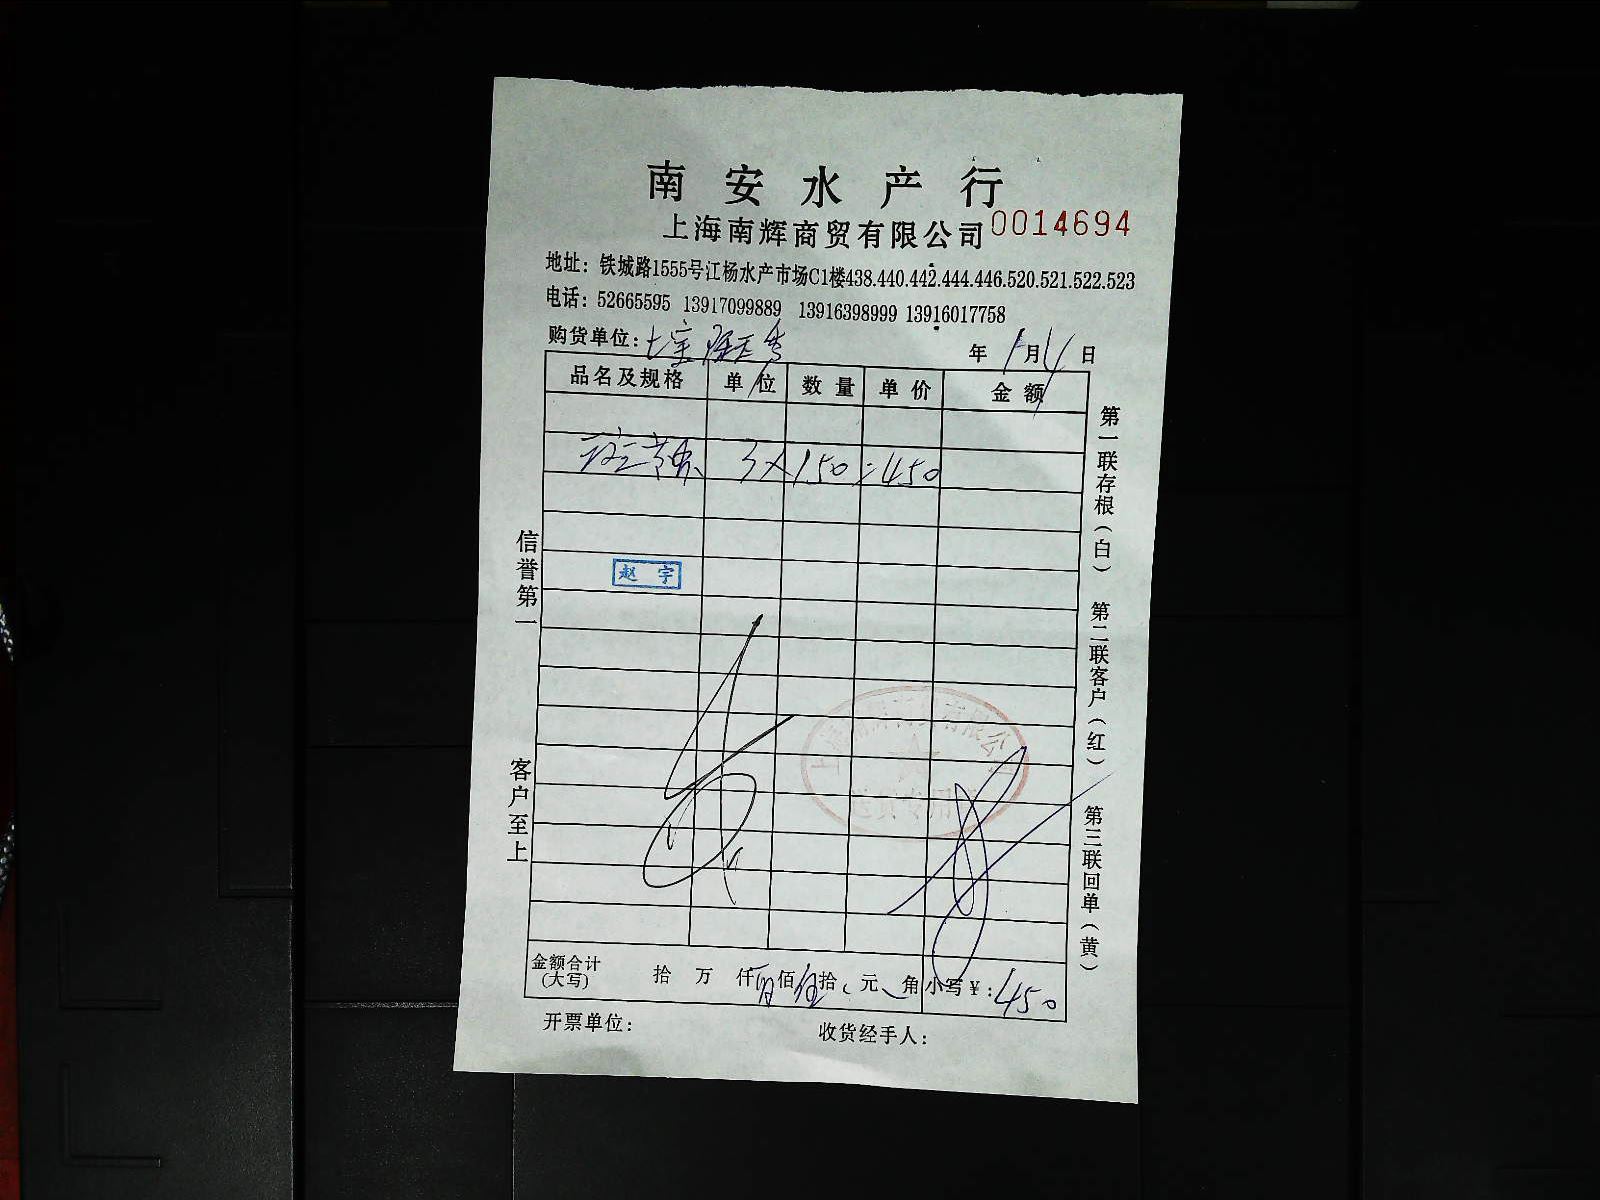 南安水产行
上海南辉商贸有限公司 0014694
地址：铁城路1555号江杨水产市场C1楼438.440.442.444.446.520.521.522.523
电话：52665595 13917099889 13916398999 13916017758
购货单位：
年 1月4日
品名及规格 单位 数量 单价 金额
3×150=450
赵宇
信誉第一
客户至上
第一联存根（白） 第二联客户（红） 第三联回单（黄）
金额合计（大写） 拾 万 仟 佰 伍拾 元 角 小写￥：450
开票单位： 收货经手人：